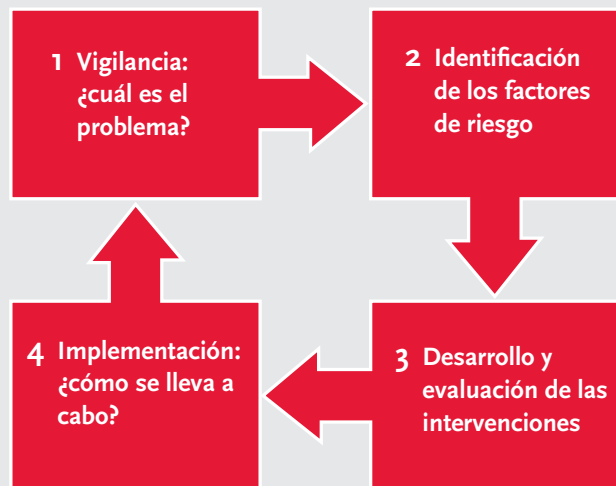 1 Vigilancia:
¿cuál es el
problema?
2 Identificación
de los factores
de riesgo
3 Desarrollo y
evaluación de las
intervenciones
4 Implementación:
¿cómo se lleva a
cabo?